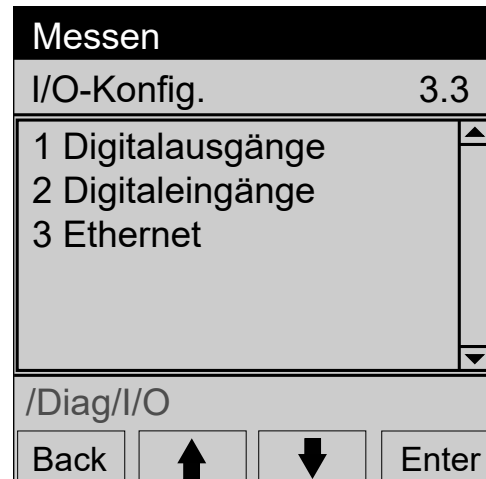 Messen
I/O-Konfig. 3.3
1 Digitalausgänge
2 Digitaleingänge
3 Ethernet
/Diag/I/O
Back Enter